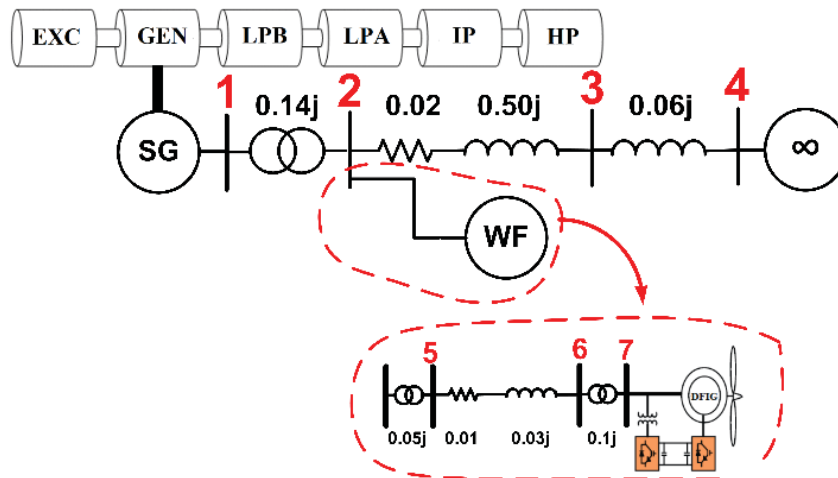 EXC GEN LPB LPA IP HP
1 0.14j 2 0.02 0.50j 3 0.06j 4
SG ∞
WF
5 6 7
DFIG
0.05j 0.01 0.03j 0.1j